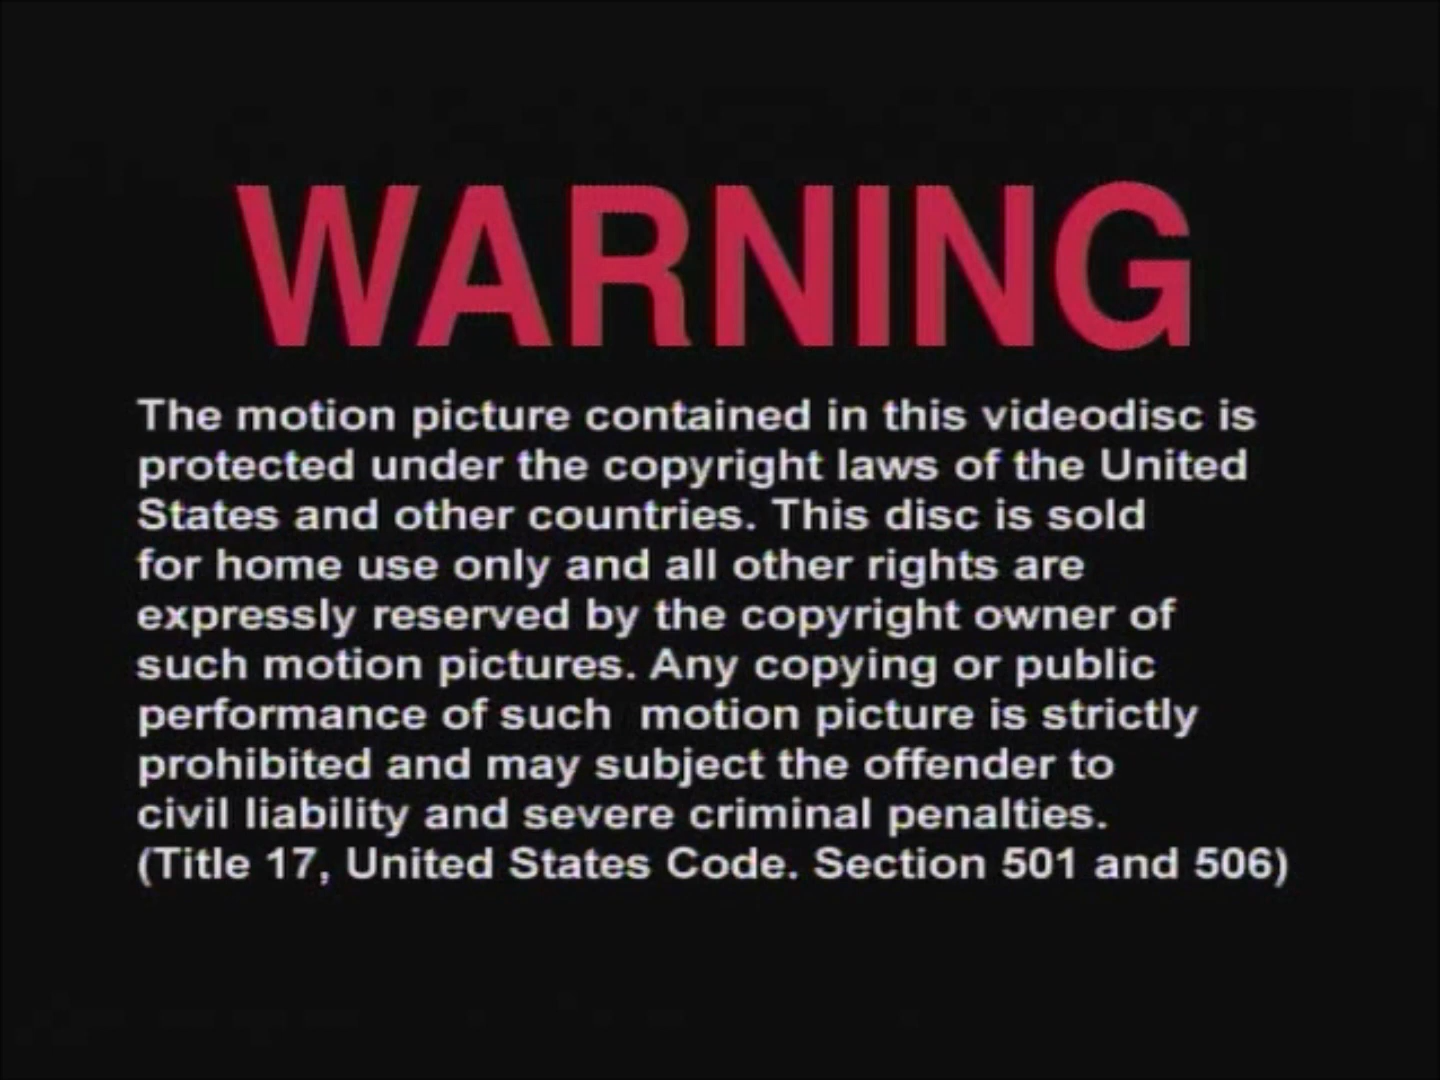 WARNING
The motion picture contained in this videodisc is
protected under the copyright laws of the United
States and other countries. This disc is sold
for home use only and all other rights are
expressly reserved by the copyright owner of
such motion pictures. Any copying or public
performance of such  motion picture is strictly
prohibited and may subject the offender to
civil liability and severe criminal penalties.
(Title 17, United States Code. Section 501 and 506)